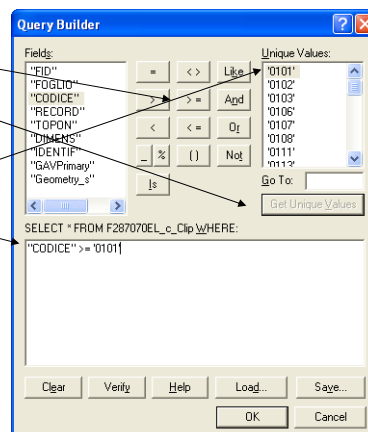 Query Builder
Fields:
Unique Values:
"FID"
"FOGLIO"
"CODICE"
"RECORD"
"TOPON"
"DIMENS"
"IDENTIF"
"GAVPrimary"
"Geometry_s"
= <> Like
> >= And
< <= Or
_ % () Not
Is
'0101'
'0102'
'0103'
'0106'
'0107'
'0108'
'0111'
'0113'
Go To:
Get Unique Values
SELECT * FROM F287070EL_c_Clip WHERE:
"CODICE" >= '0101'
Clear Verify Help Load... Save...
OK Cancel